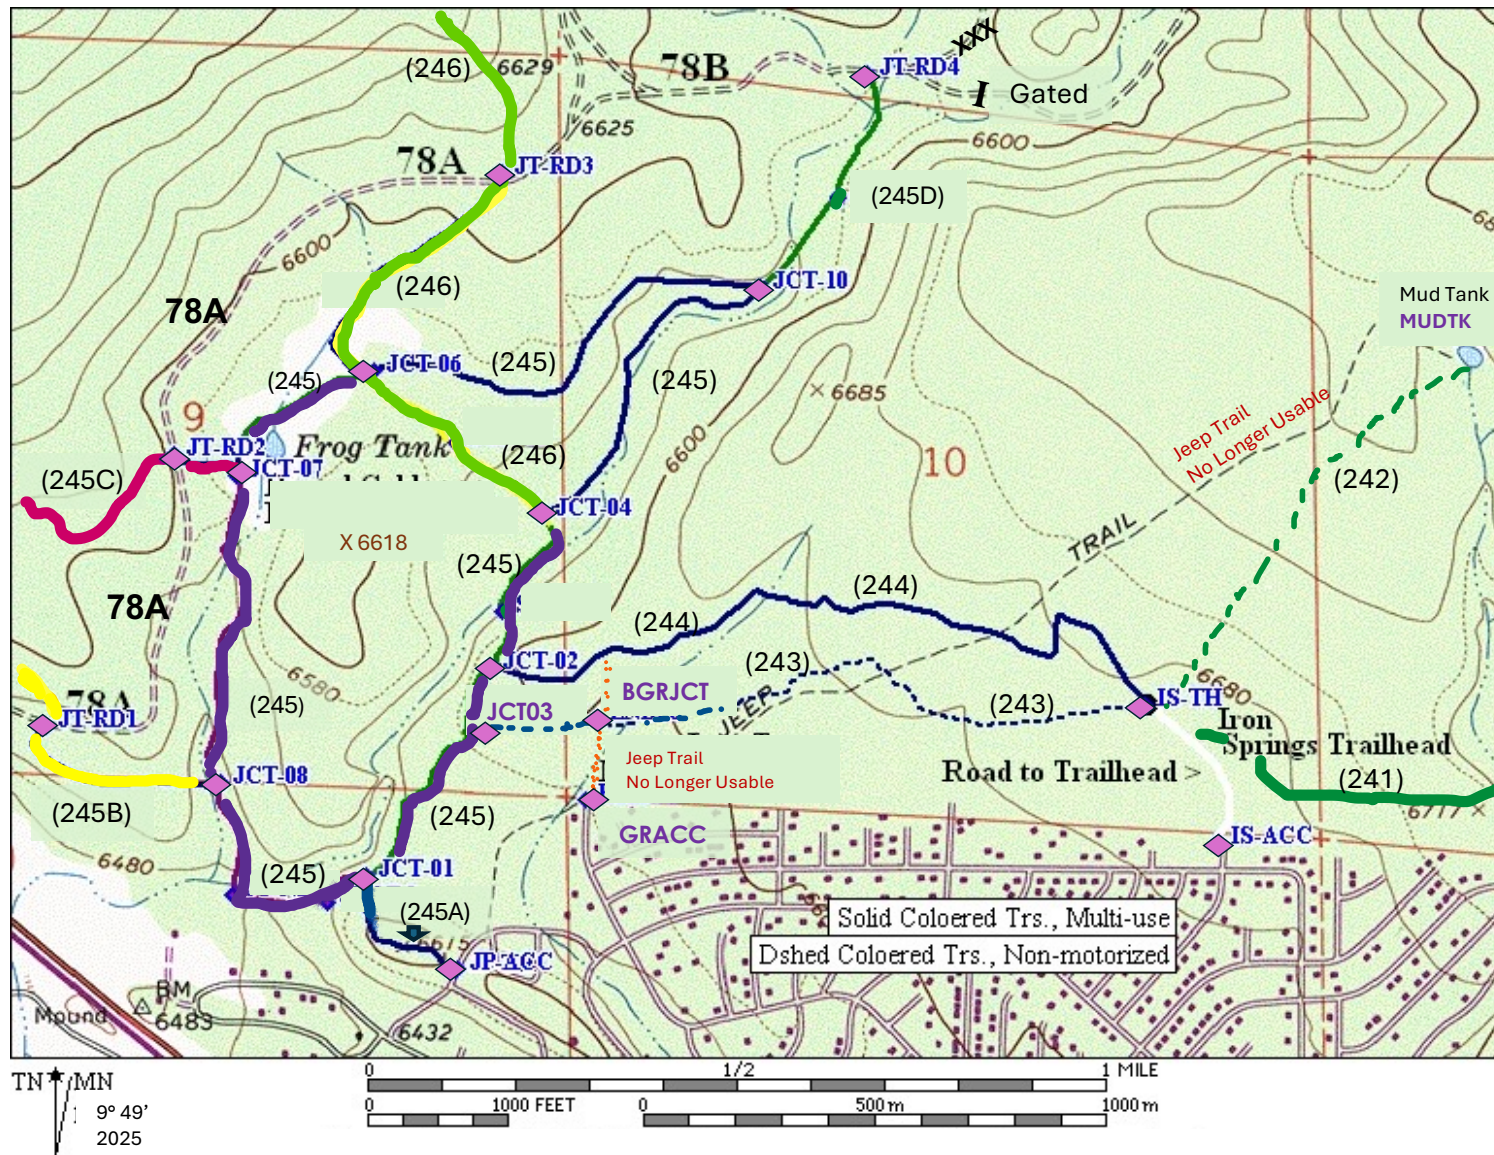 (246)
6629
78B
JT-RD4
XXX
I Gated
6625
6600
78A
JT-RD3
(245D)
6600
(246)
JCT-10
78A
Mud Tank
MUDTK
JCT-06
(245)
(245)
(245)
× 6685
Jeep Trail
No Longer Usable
9
JT-RD2
Frog Tank
(246)
6600
10
(245C)
JCT-07
(242)
JCT-04
X 6618
TRAIL
(245)
78A
(244)
(244)
JCT-02
(243)
6580
6680
BGRJCT
78A
(245)
JCT03
JEEP
(243)
IS-TH
JT-RD1
Iron
Springs Trailhead
Jeep Trail
No Longer Usable
Road to Trailhead >
JCT-08
(241)
(245B)
(245)
6717 ×
GRACC
IS-ACC
6480
JCT-01
(245)
(245A)
Solid Coloered Trs., Multi-use
6615
Dshed Coloered Trs., Non-motorized
JP-ACC
BM
6483
Mound
6432
TN MN
9º 49’
2025
0 1/2 1 MILE
0 1000 FEET 0 500 m 1000 m